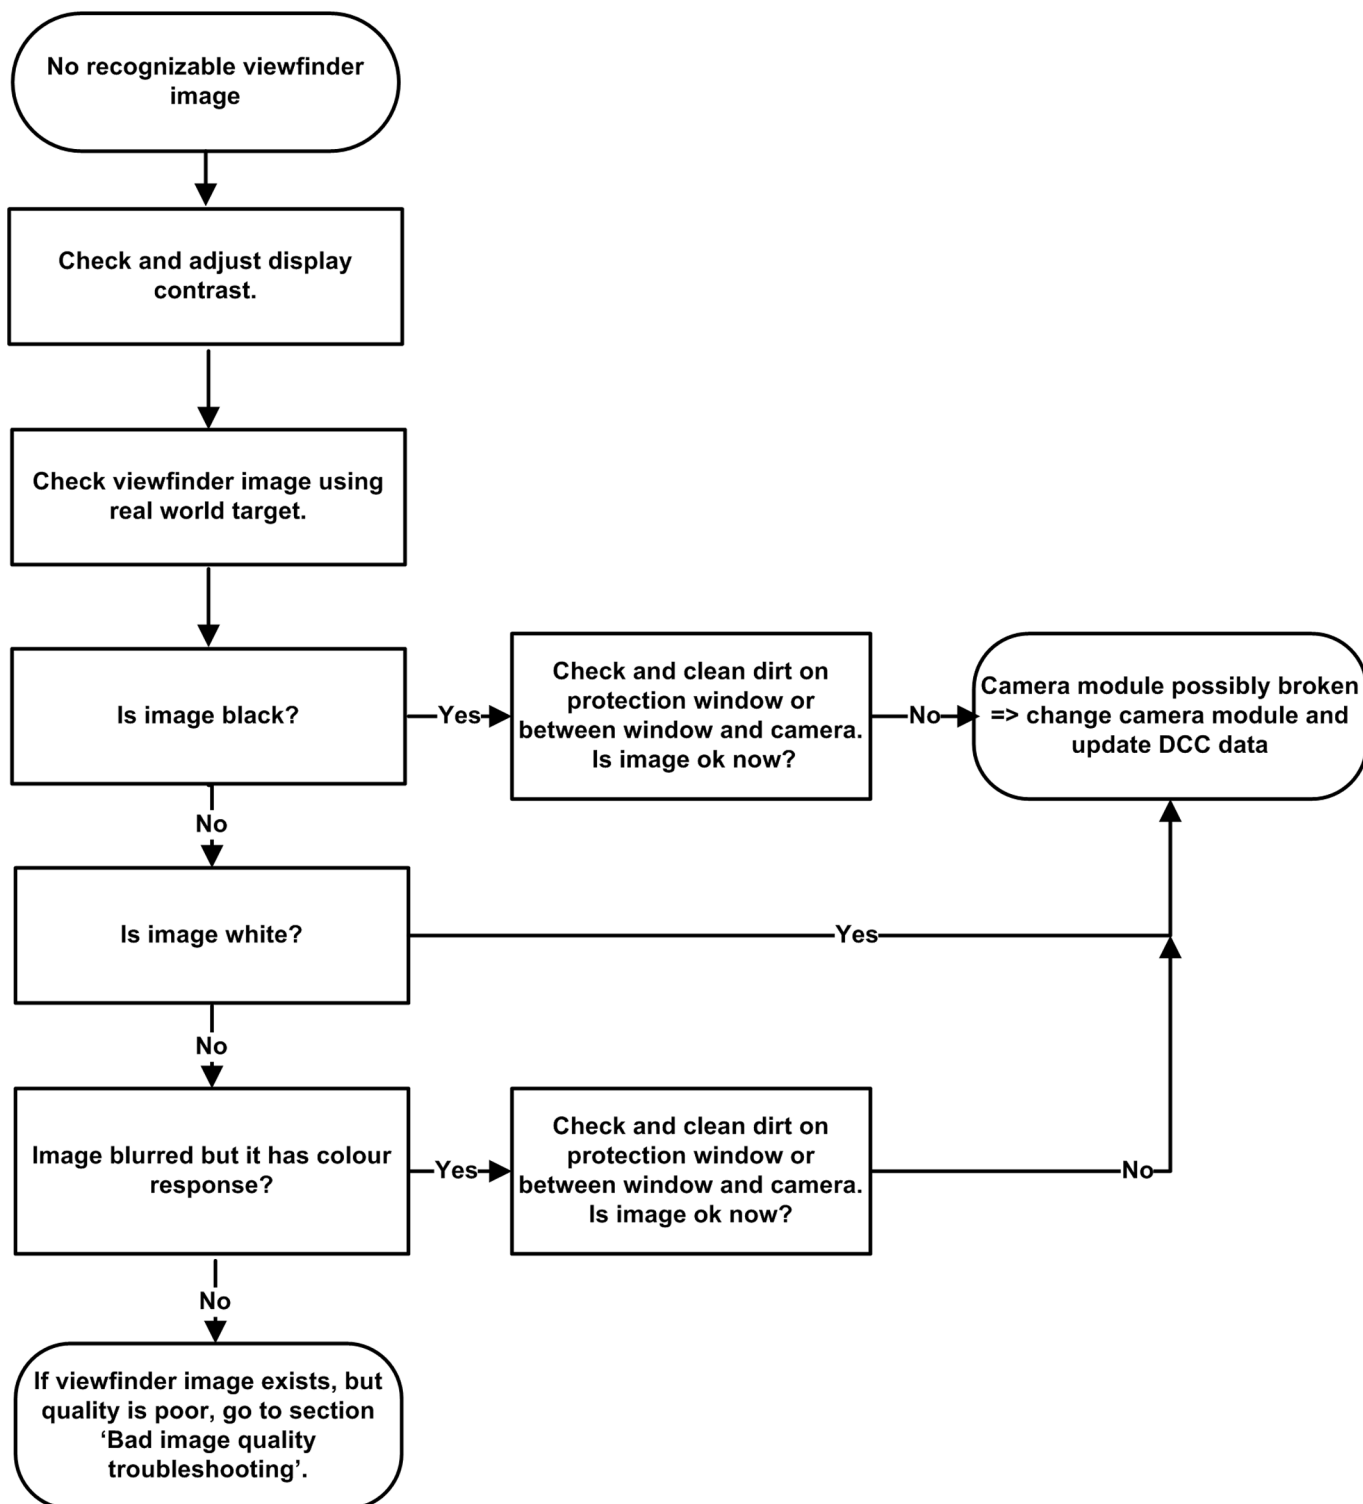 No recognizable viewfinder
image
Check and adjust display
contrast.
Check viewfinder image using
real world target.
Is image black?
Yes
Check and clean dirt on
protection window or
between window and camera.
Is image ok now?
No
Camera module possibly broken
=> change camera module and
update DCC data
No
Is image white?
Yes
No
Image blurred but it has colour
response?
Yes
Check and clean dirt on
protection window or
between window and camera.
Is image ok now?
No
No
If viewfinder image exists, but
quality is poor, go to section
‘Bad image quality
troubleshooting’.